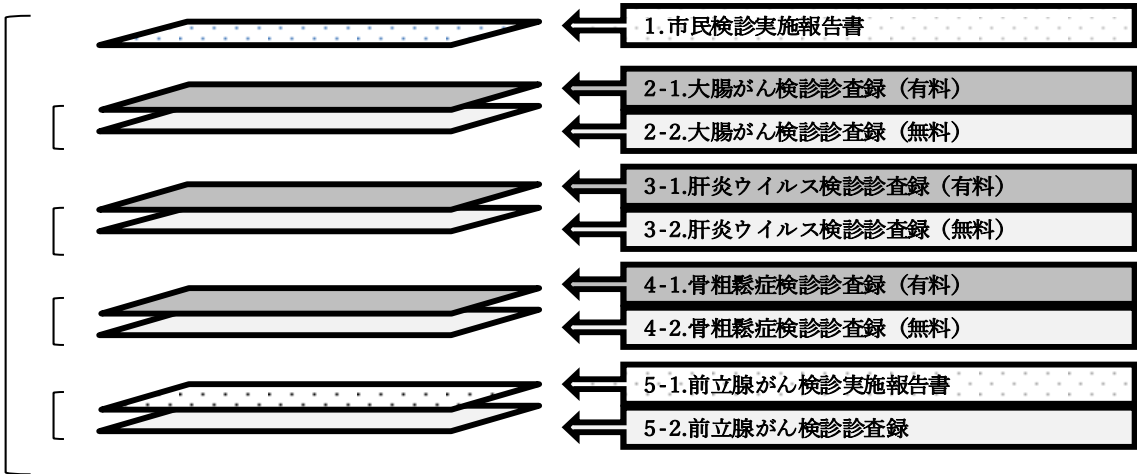 1.市民検診実施報告書
2-1.大腸がん検診診査録（有料）
2-2.大腸がん検診診査録（無料）
3-1.肝炎ウイルス検診診査録（有料）
3-2.肝炎ウイルス検診診査録（無料）
4-1.骨粗鬆症検診診査録（有料）
4-2.骨粗鬆症検診診査録（無料）
5-1.前立腺がん検診実施報告書
5-2.前立腺がん検診診査録